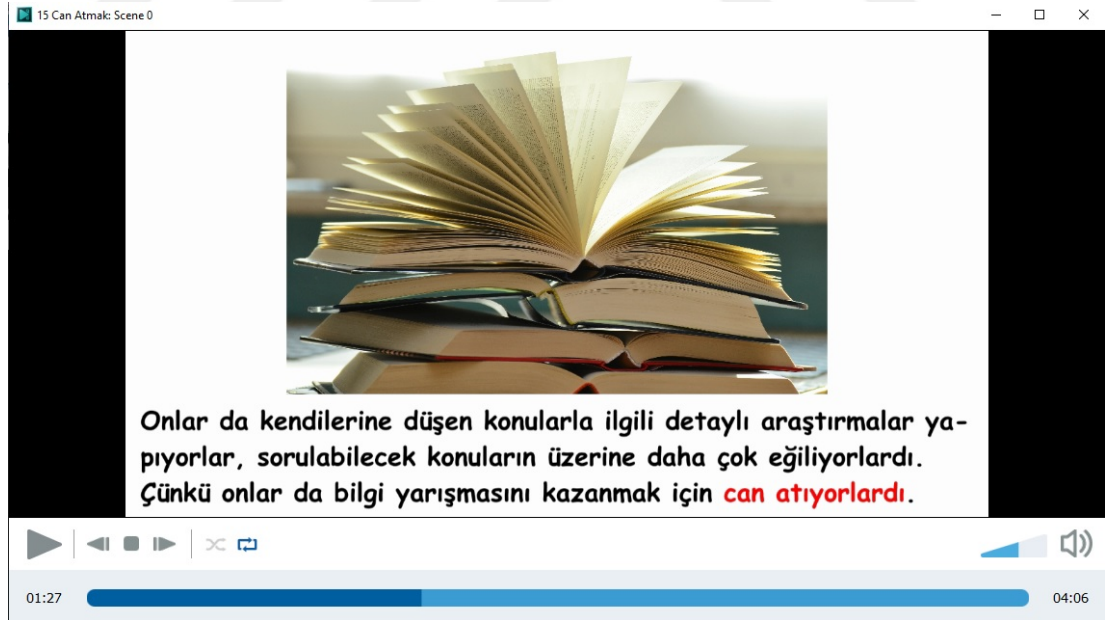 15 Can Atmak: Scene 0
Onlar da kendilerine düşen konularla ilgili detaylı araştırmalar ya-
pıyorlar, sorulabilecek konuların üzerine daha çok eğiliyorlardı.
Çünkü onlar da bilgi yarışmasını kazanmak için can atıyorlardı.
01:27
04:06